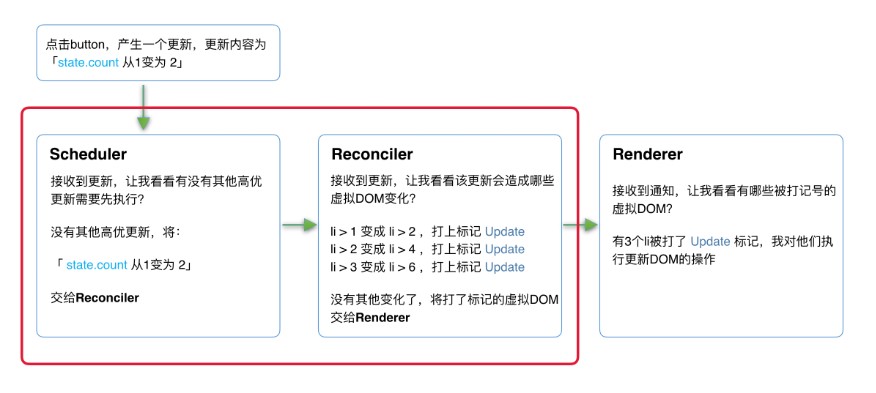 点击button，产生一个更新，更新内容为
「state.count 从1变为 2」
Scheduler
接收到更新，让我看看有没有其他高优
更新需要先执行？
没有其他高优更新，将：
「 state.count 从1变为 2」
交给Reconciler
Reconciler
接收到更新，让我看看该更新会造成哪些
虚拟DOM变化？
li > 1 变成 li > 2 ，打上标记 Update
li > 2 变成 li > 4 ，打上标记 Update
li > 3 变成 li > 6 ，打上标记 Update
没有其他变化了，将打了标记的虚拟DOM
交给Renderer
Renderer
接收到通知，让我看看有哪些被打记号的
虚拟DOM？
有3个li被打了 Update 标记，我对他们执
行更新DOM的操作